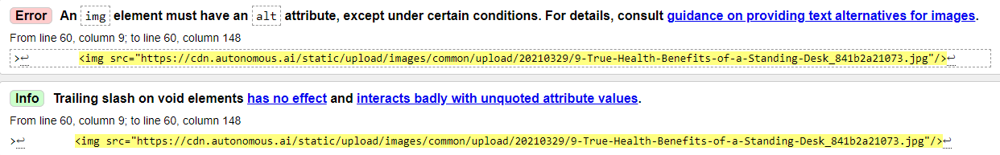 Error An img element must have an alt attribute, except under certain conditions. For details, consult guidance on providing text alternatives for images.
From line 60, column 9; to line 60, column 148
>↩ <img src="https://cdn.autonomous.ai/static/upload/images/common/upload/20210329/9-True-Health-Benefits-of-a-Standing-Desk_841b2a21073.jpg"/>↩
Info Trailing slash on void elements has no effect and interacts badly with unquoted attribute values.
From line 60, column 9; to line 60, column 148
>↩ <img src="https://cdn.autonomous.ai/static/upload/images/common/upload/20210329/9-True-Health-Benefits-of-a-Standing-Desk_841b2a21073.jpg"/>↩